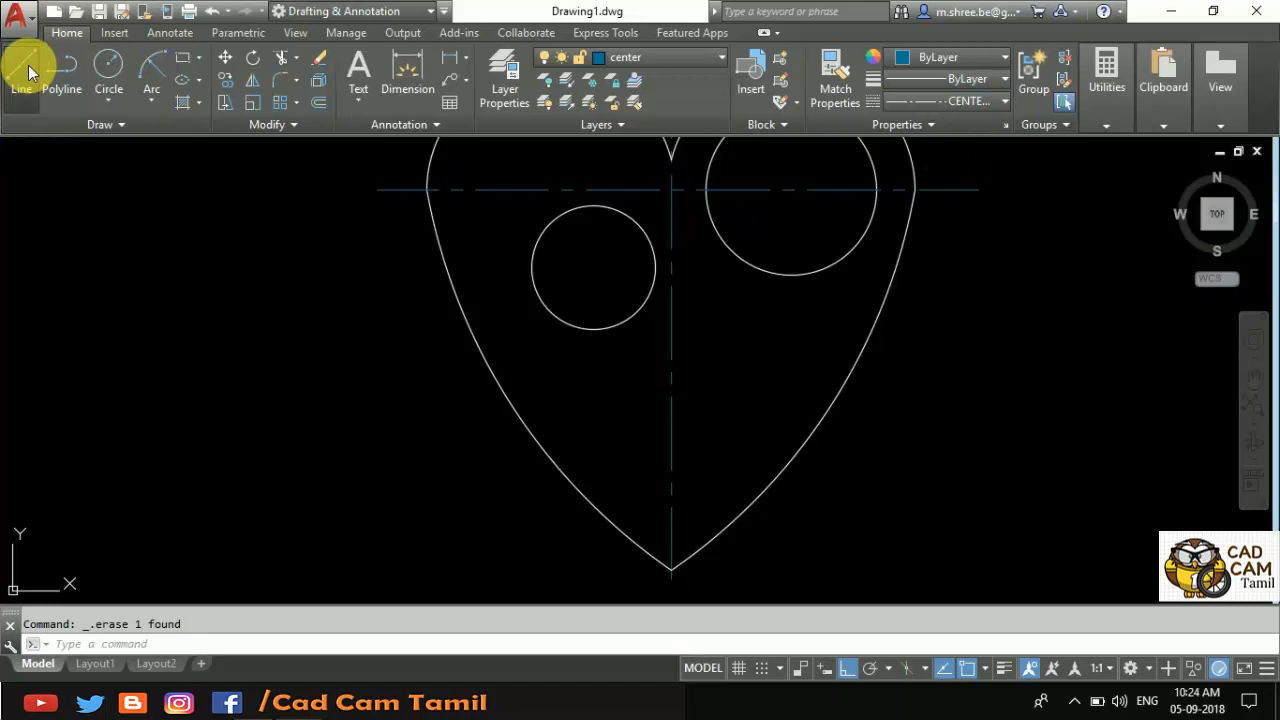 Drafting & Annotation
Drawing1.dwg
Type a keyword or phrase
m.shree.be@g...
Home Insert Annotate Parametric View Manage Output Add-ins Collaborate Express Tools Featured Apps
Line Polyline Circle Arc
Text Dimension
Layer Properties
center
Insert
Match Properties
ByLayer
ByLayer
CENTE...
Group
Utilities
Clipboard
View
Draw Modify Annotation Layers Block Properties Groups
N
W TOP E
S
WCS
Y
X
CAD
CAM
Tamil
Command: _.erase 1 found
Type a command
Model Layout1 Layout2 +
MODEL 1:1
/Cad Cam Tamil
ENG
10:24 AM
05-09-2018